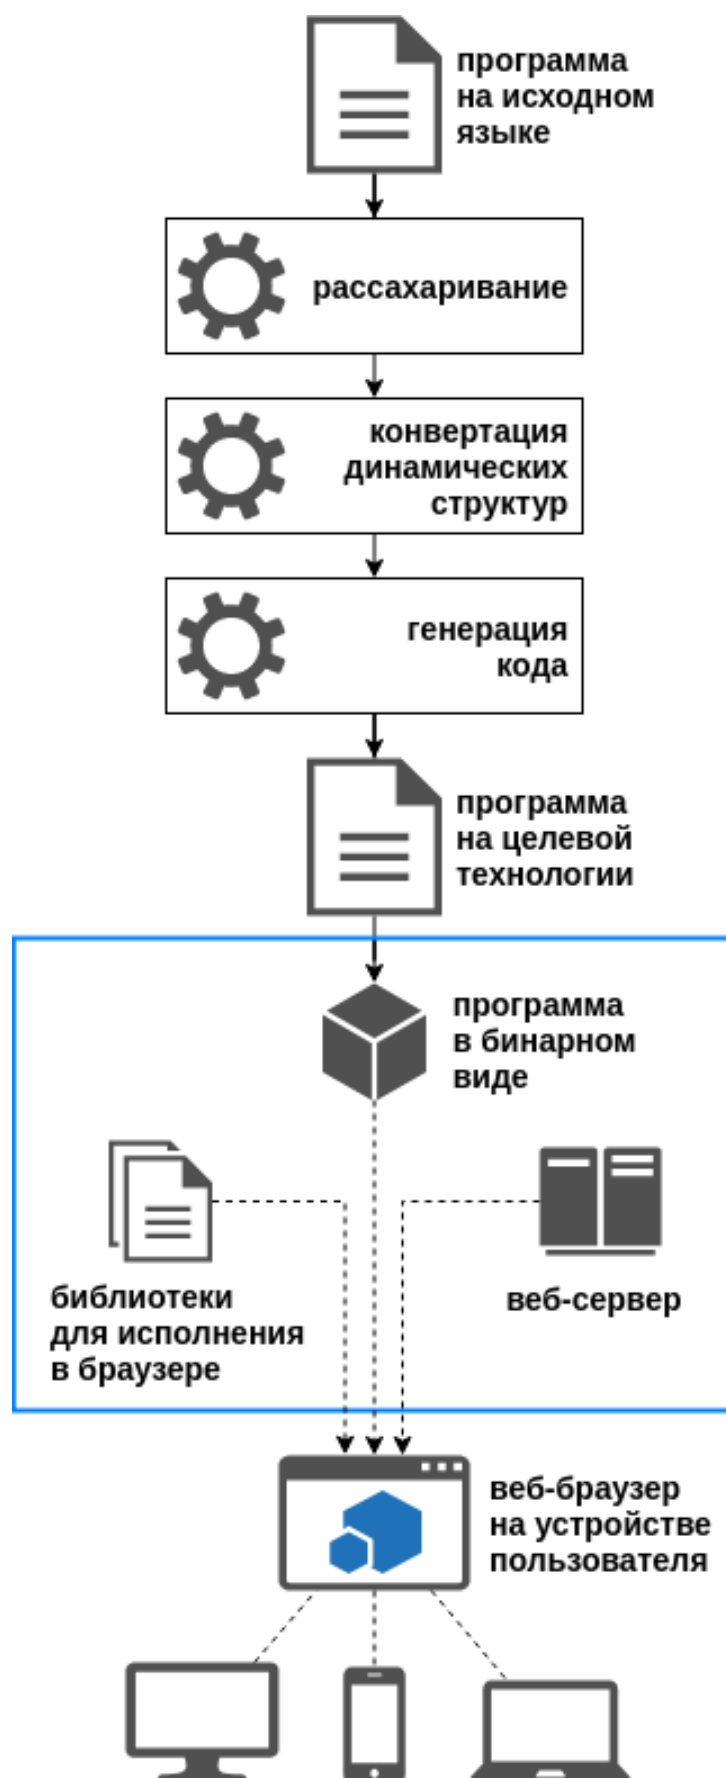 программа
на исходном
языке
рассахаривание
конвертация
динамических
структур
генерация
кода
программа
на целевой
технологии
программа
в бинарном
виде
библиотеки
для исполнения
в браузере
веб-сервер
веб-браузер
на устройстве
пользователя